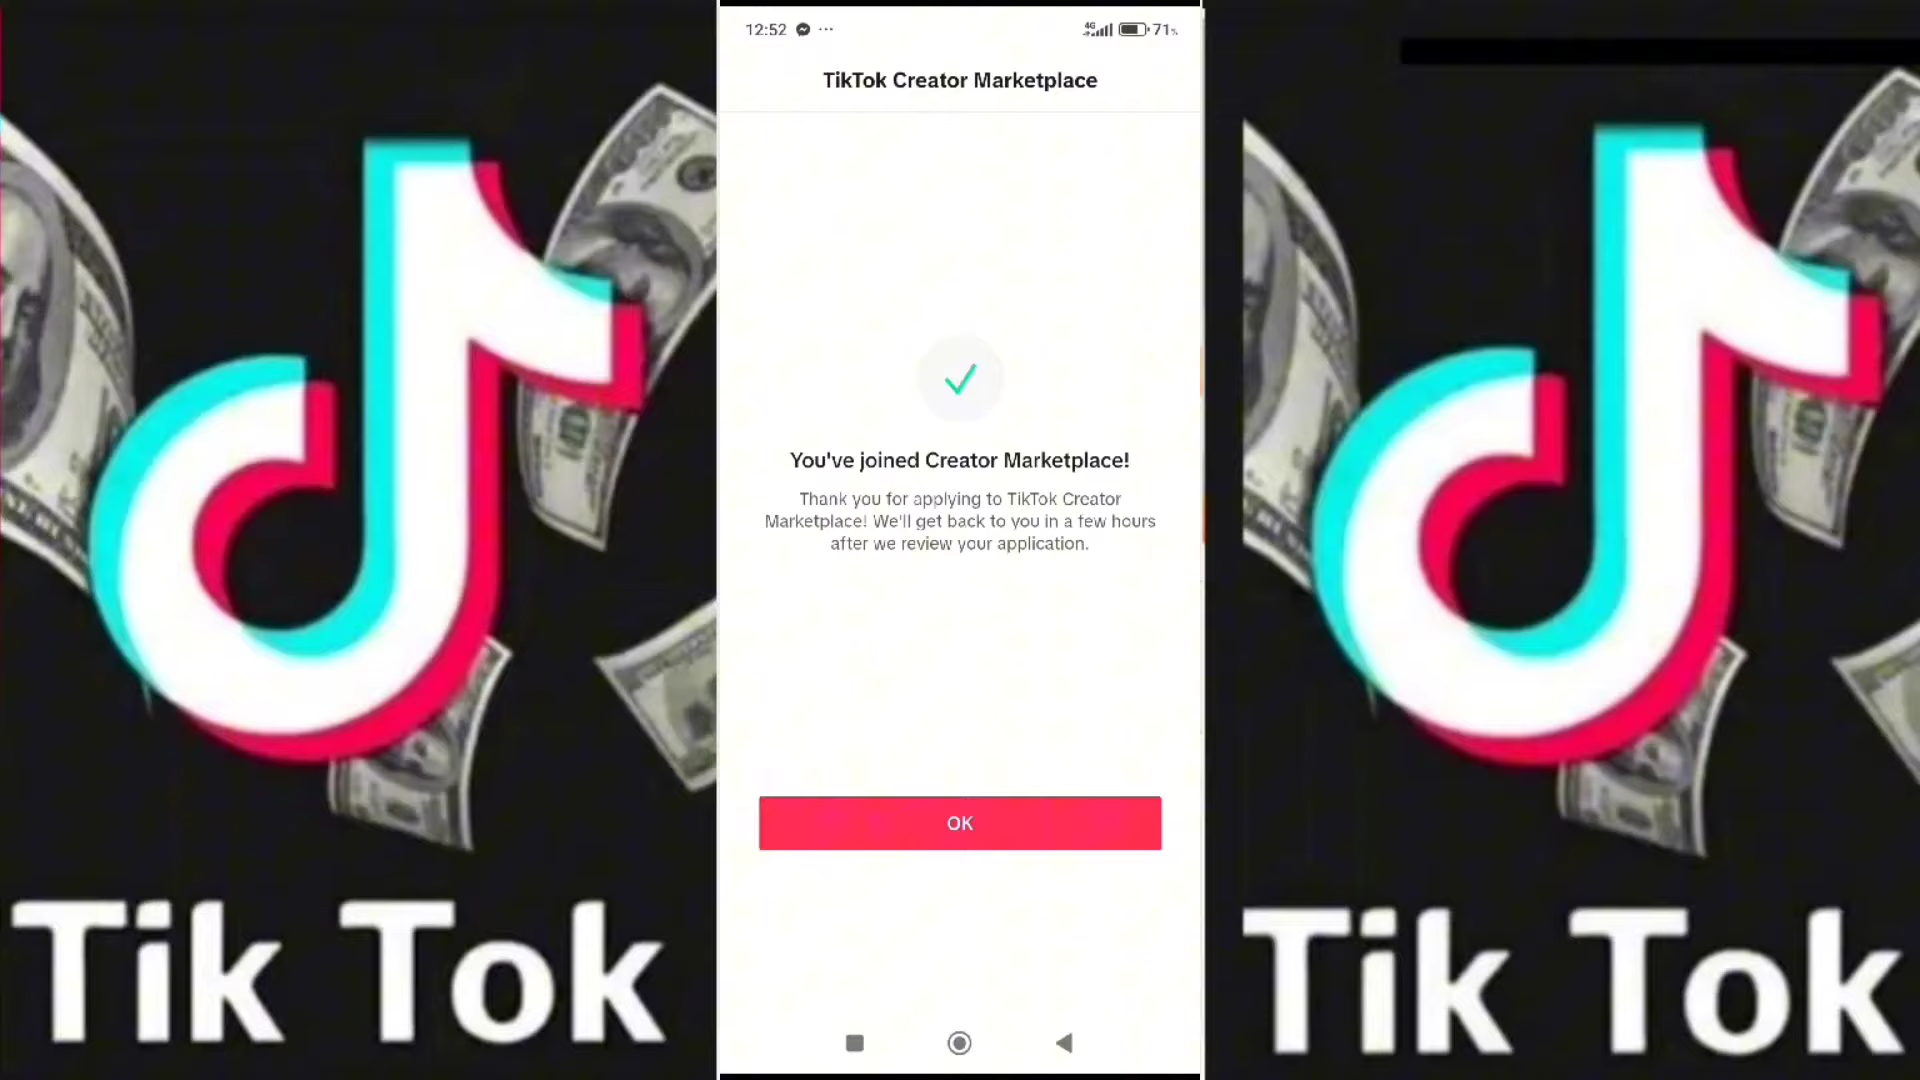 12:52
4G
71%
TikTok Creator Marketplace
You've joined Creator Marketplace!
Thank you for applying to TikTok Creator
Marketplace! We'll get back to you in a few hours
after we review your application.
OK
Tik Tok
Tik Tok